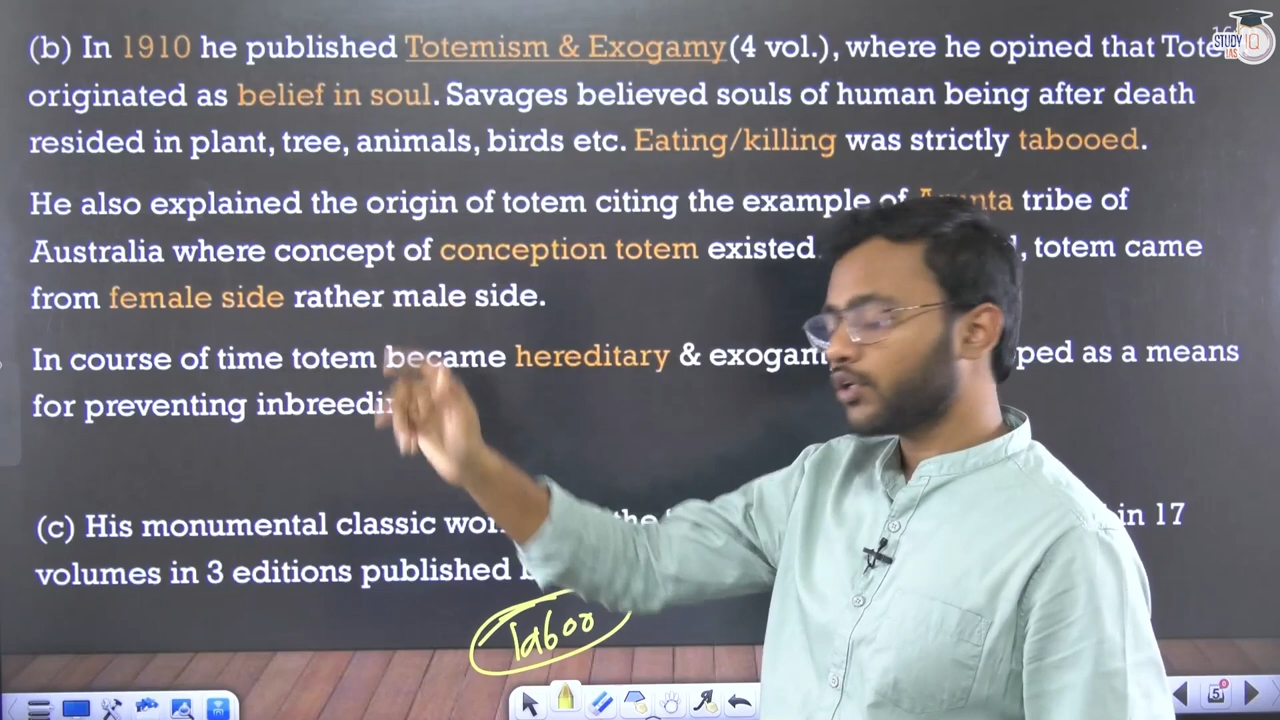 (b) In 1910 he published Totemism & Exogamy(4 vol.), where he opined that
originated as belief in soul. Savages believed souls of human being after death
resided in plant, tree, animals, birds etc. Eating/killing was strictly tabooed.
He also explained the origin of totem citing the example of tribe of
Australia where concept of conception totem existed , totem came
from female side rather male side.
In course of time totem became hereditary & as a means
for preventing
(c) His monumental classic in 17
volumes in 3 editions published
Taboo
STUDY IQ
IAS
5